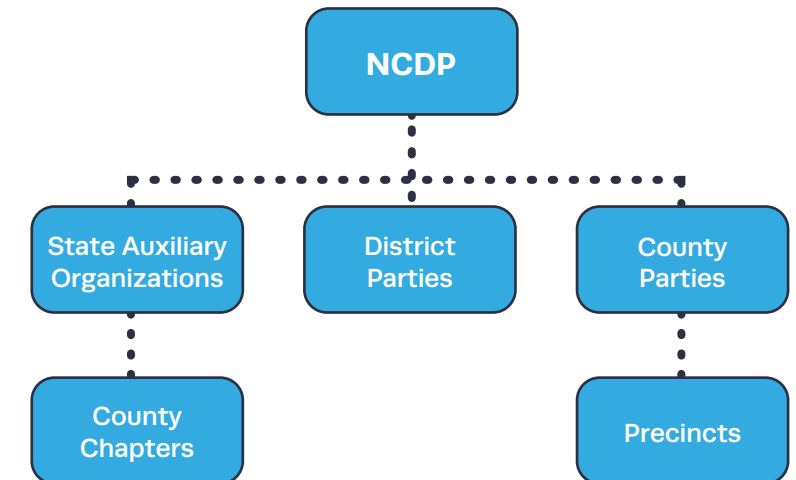 NCDP
State Auxiliary
Organizations
District
Parties
County
Parties
County
Chapters
Precincts